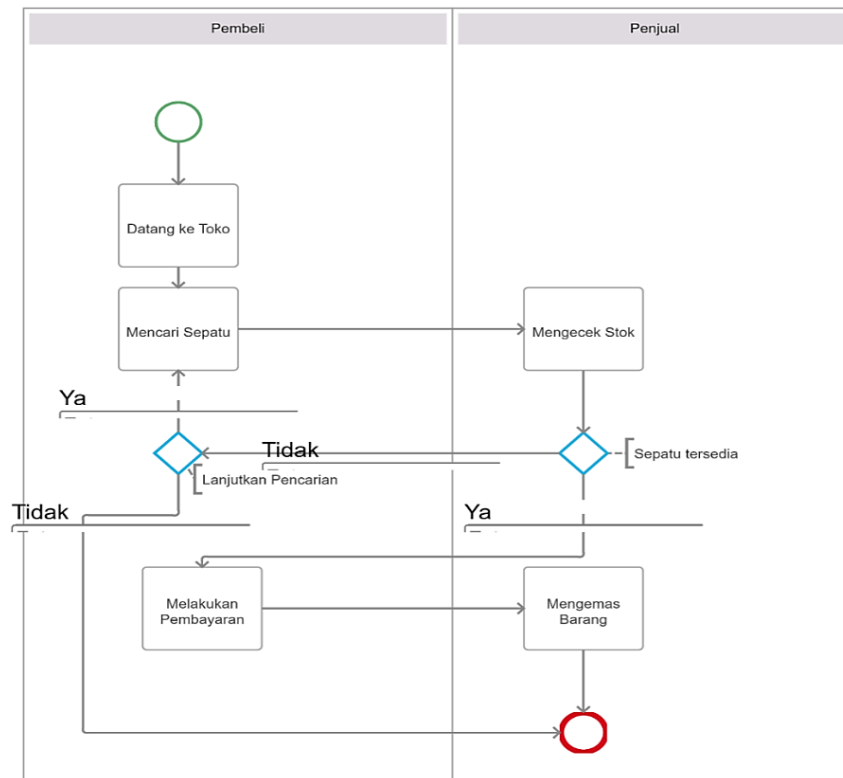 Pembeli
Penjual
Datang ke Toko
Mencari Sepatu
Mengecek Stok
Ya
Tidak
Sepatu tersedia
Lanjutkan Pencarian
Tidak
Ya
Melakukan
Pembayaran
Mengemas
Barang